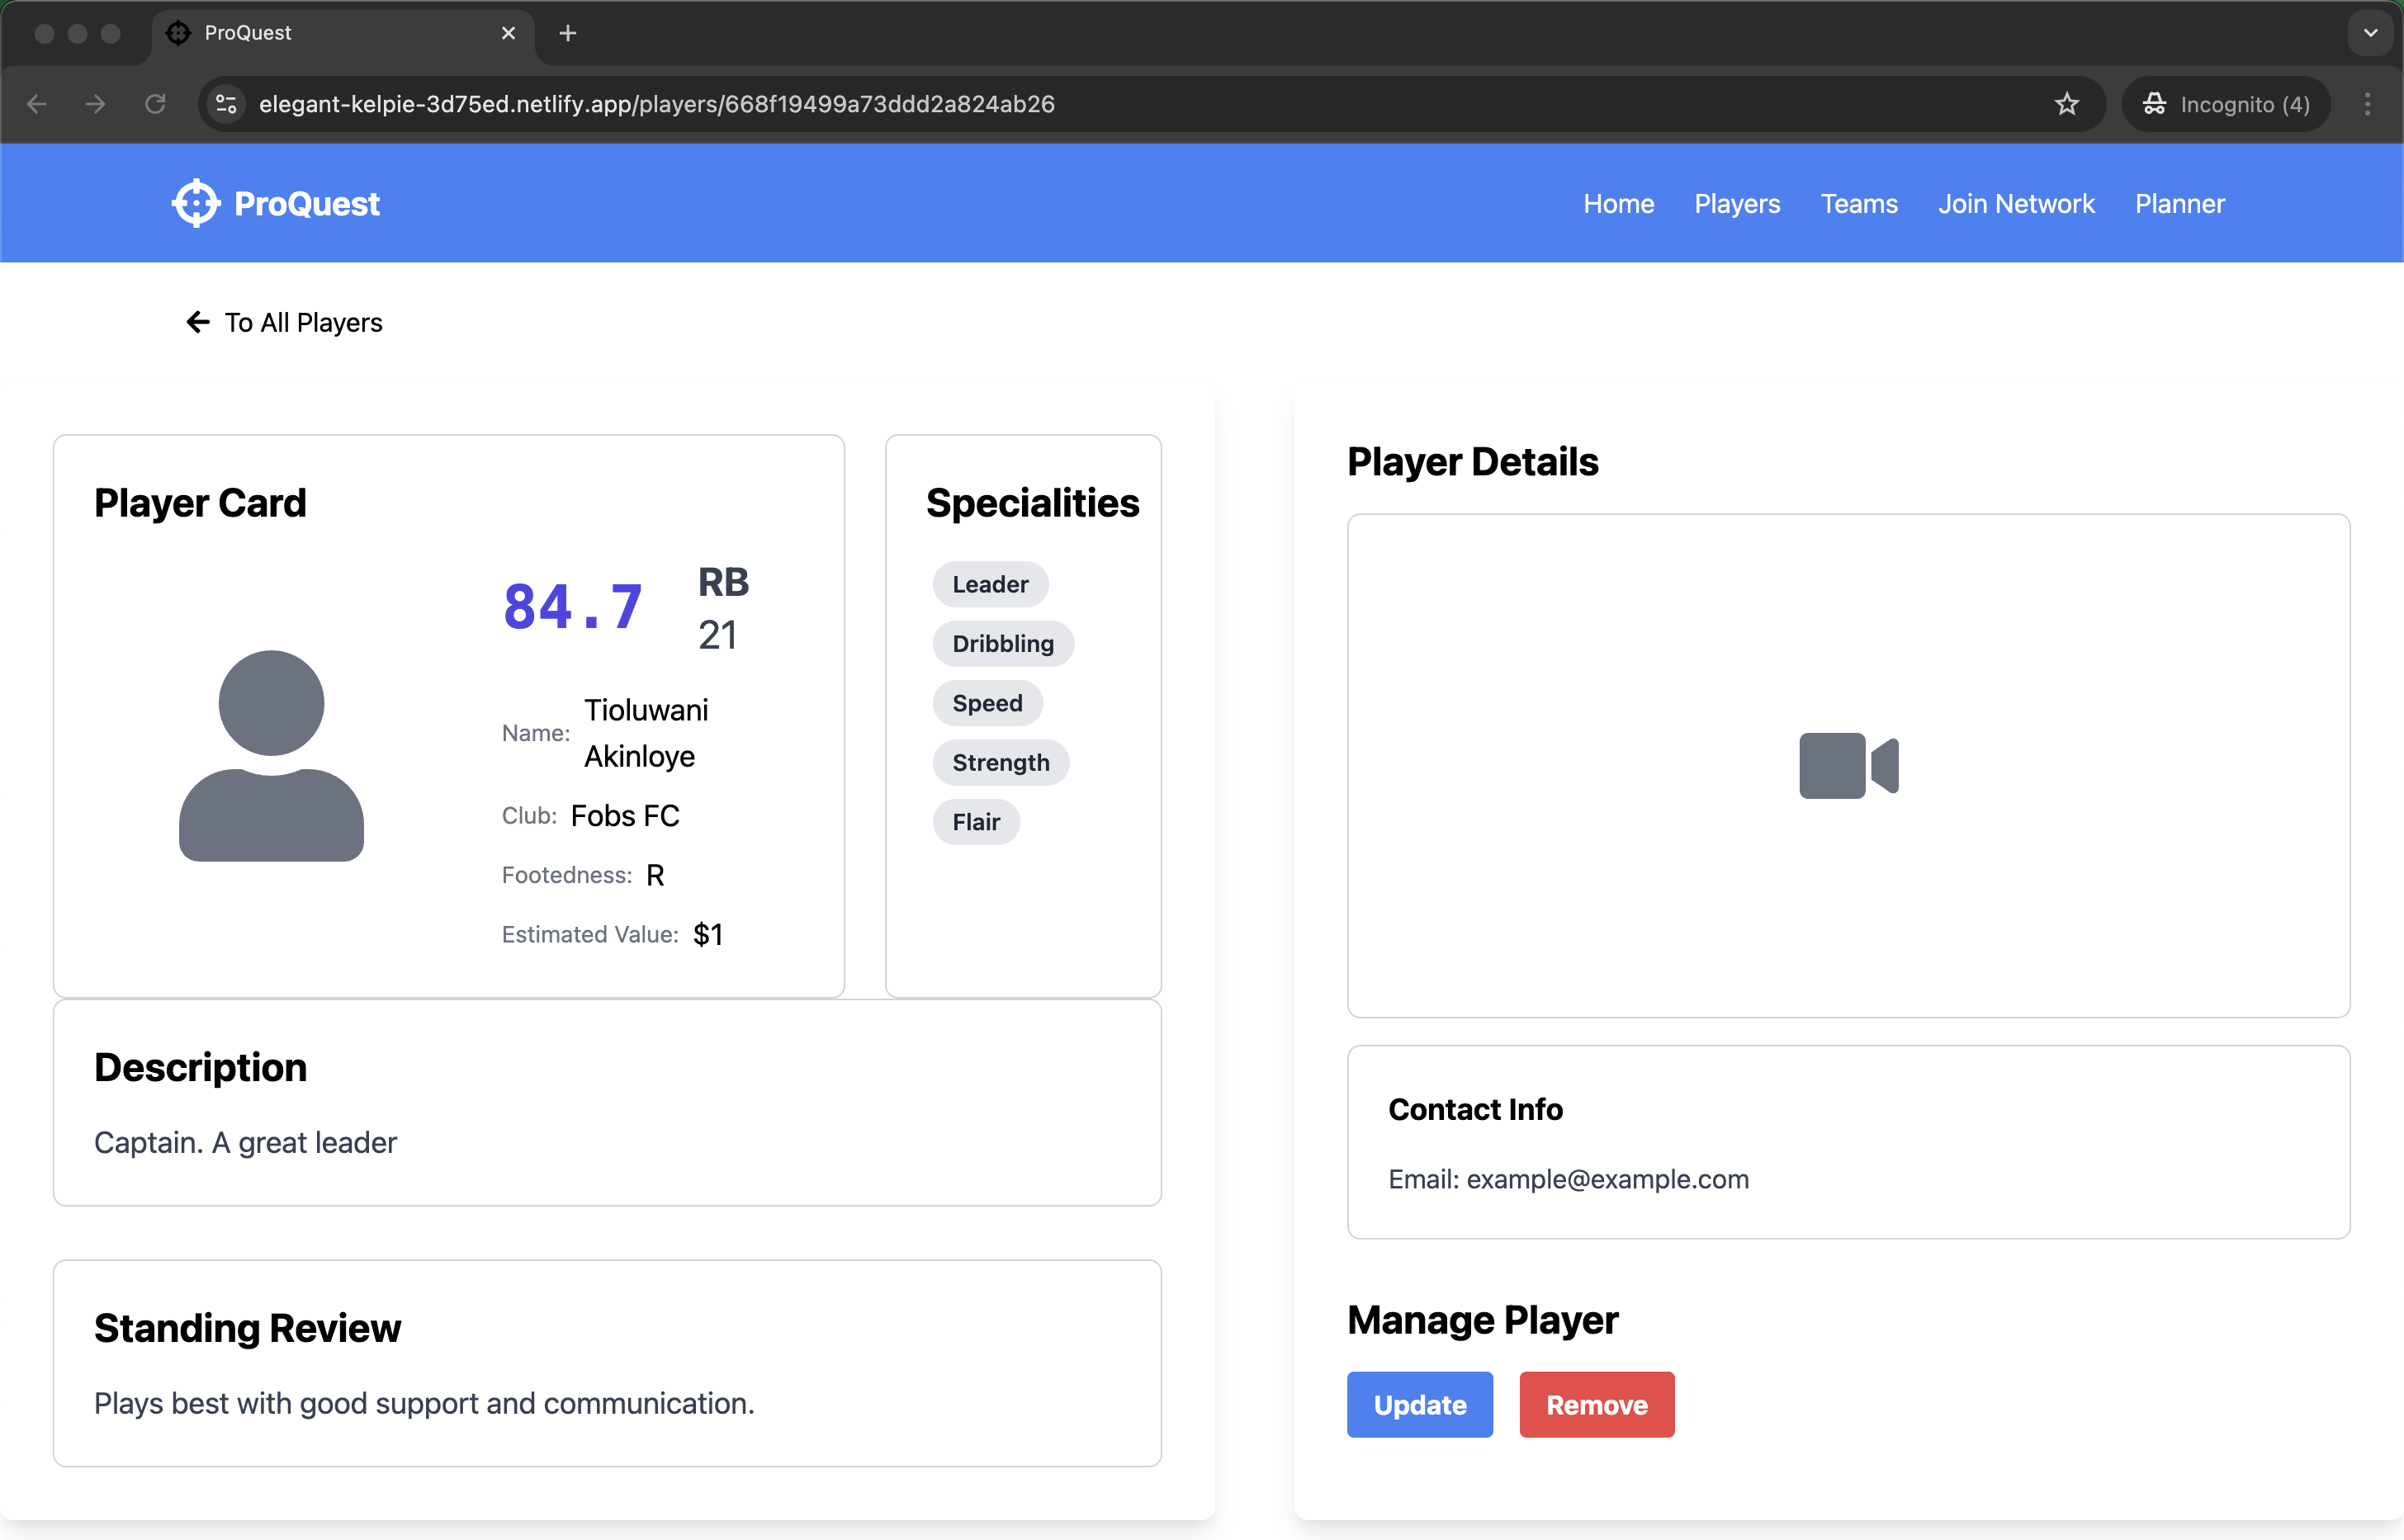 ProQuest
elegant-kelpie-3d75ed.netlify.app/players/668f19499a73ddd2a824ab26
Incognito (4)
ProQuest
Home
Players
Teams
Join Network
Planner
To All Players
Player Card
84.7
RB
21
Name: Tioluwani
Akinloye
Club: Fobs FC
Footedness: R
Estimated Value: $1
Specialities
Leader
Dribbling
Speed
Strength
Flair
Description
Captain. A great leader
Standing Review
Plays best with good support and communication.
Player Details
Contact Info
Email: example@example.com
Manage Player
Update
Remove